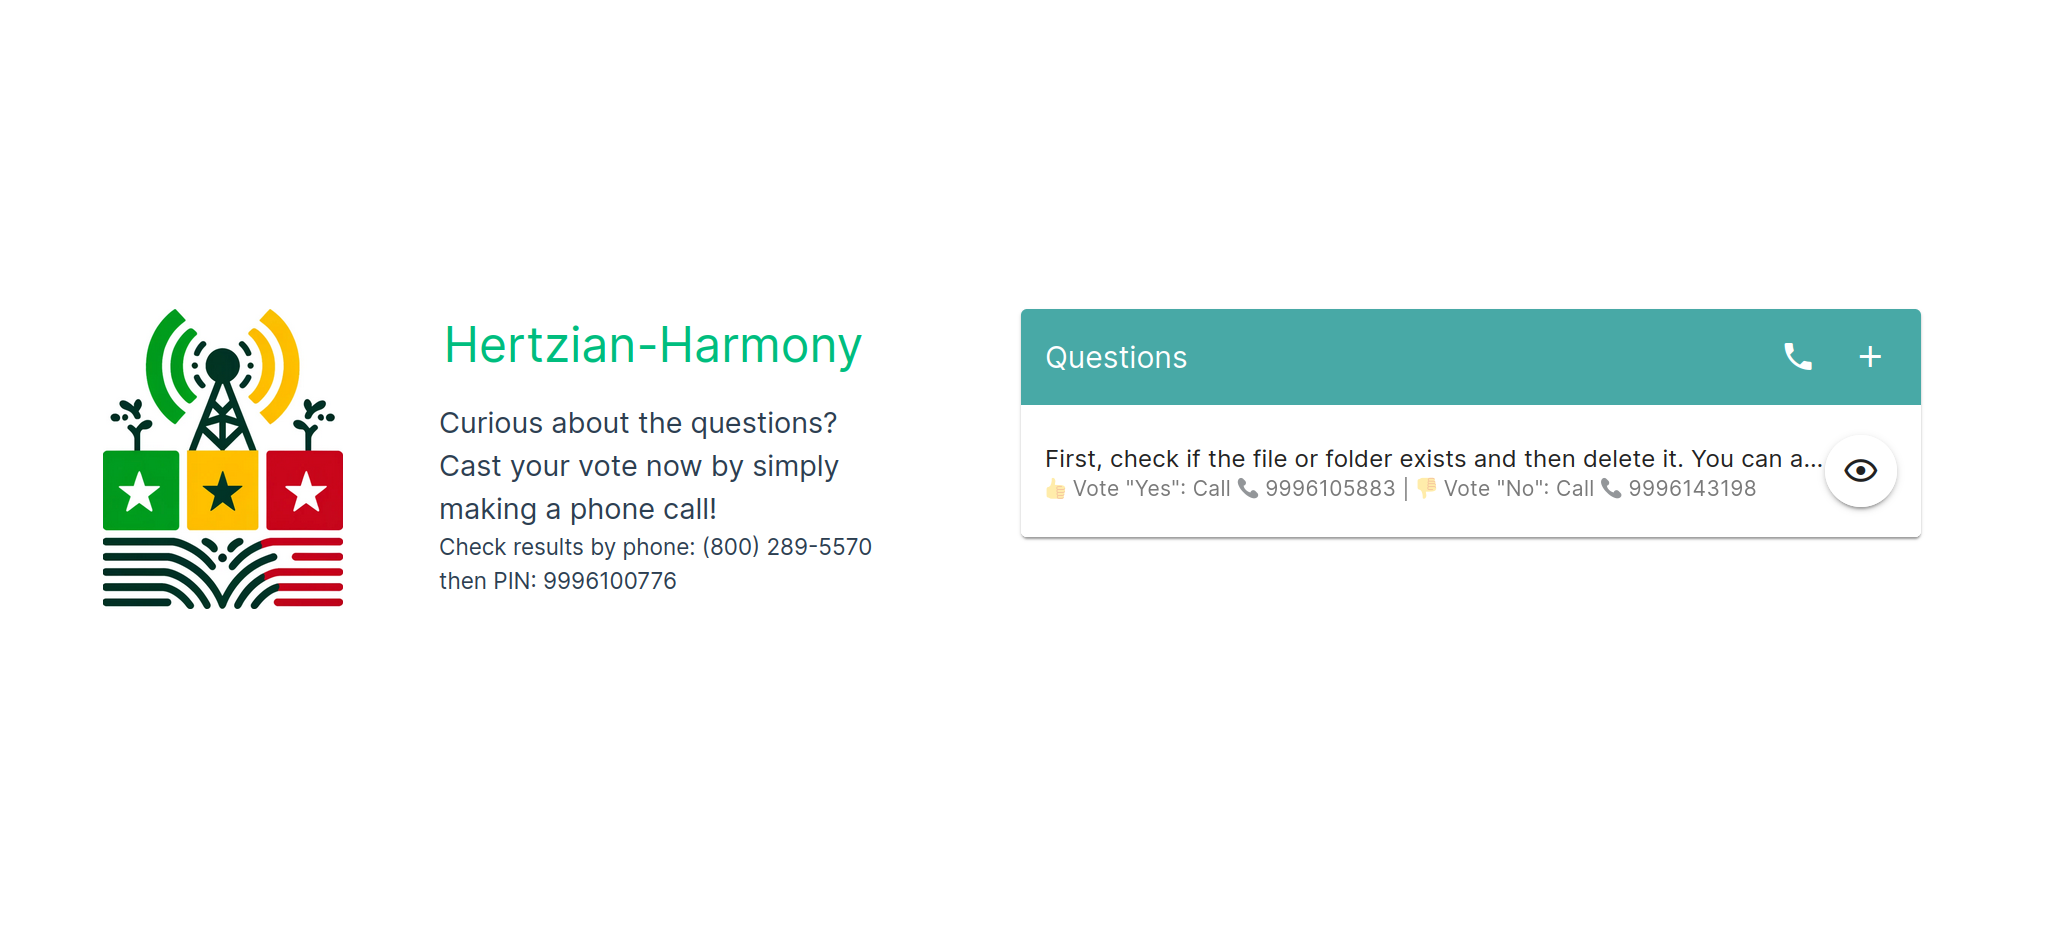 Hertzian-Harmony
Curious about the questions?
Cast your vote now by simply
making a phone call!
Check results by phone: (800) 289-5570
then PIN: 9996100776
Questions
First, check if the file or folder exists and then delete it. You can a...
👍 Vote "Yes": Call 📞 9996105883 | 👎 Vote "No": Call 📞 9996143198